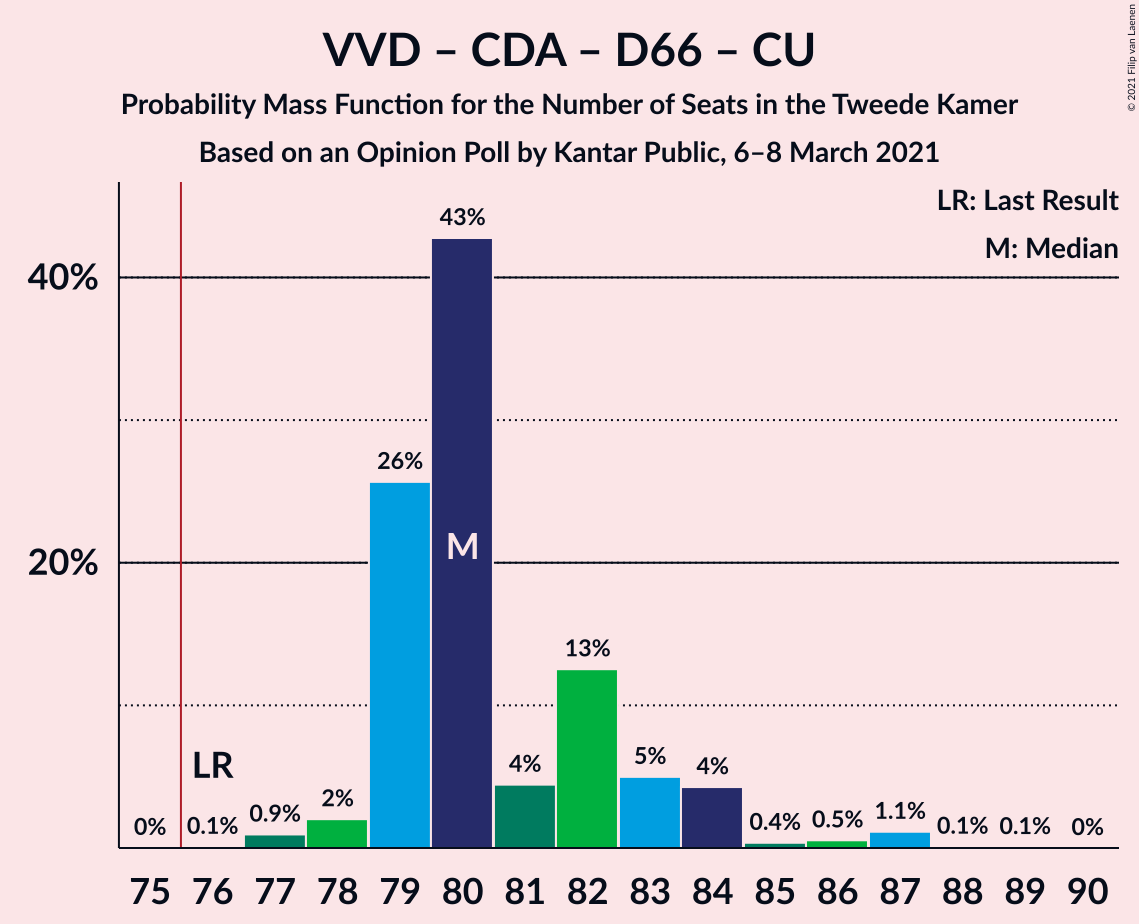 VVD – CDA – D66 – CU
Probability Mass Function for the Number of Seats in the Tweede Kamer
Based on an Opinion Poll by Kantar Public, 6–8 March 2021
© 2021 Filip van Laenen
LR: Last Result
M: Median
43%
40%
26%
M
20%
13%
LR
5%
4%
4%
2%
0.9%
1.1%
0%
0.1%
0.4%
0.5%
0.1%
0.1%
0%
75 76 77 78 79 80 81 82 83 84 85 86 87 88 89 90